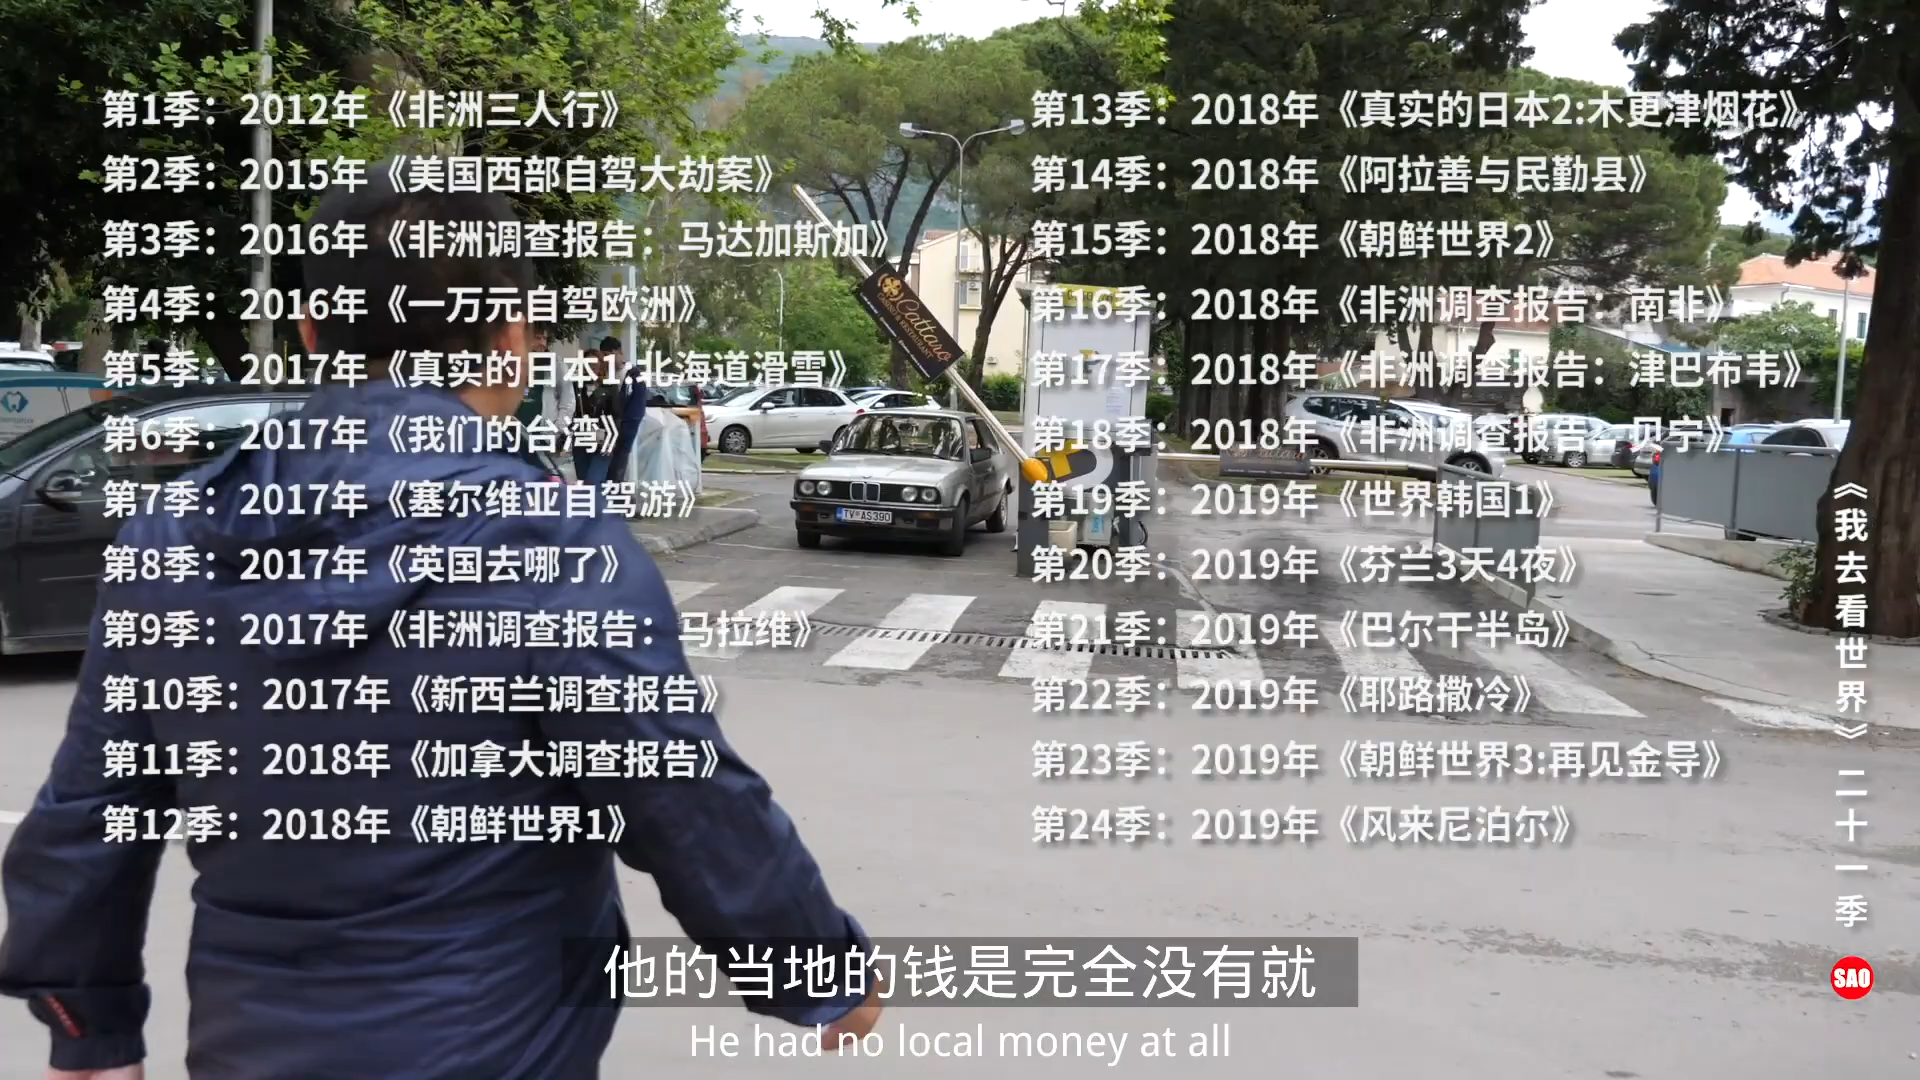 第1季：2012年《非洲三人行》
第2季：2015年《美国西部自驾大劫案》
第3季：2016年《非洲调查报告：马达加斯加》
第4季：2016年《一万元自驾欧洲》
第5季：2017年《真实的日本1:北海道滑雪》
第6季：2017年《我们的台湾》
第7季：2017年《塞尔维亚自驾游》
第8季：2017年《英国去哪了》
第9季：2017年《非洲调查报告：马拉维》
第10季：2017年《新西兰调查报告》
第11季：2018年《加拿大调查报告》
第12季：2018年《朝鲜世界1》
第13季：2018年《真实的日本2:木更津烟花》
第14季：2018年《阿拉善与民勤县》
第15季：2018年《朝鲜世界2》
第16季：2018年《非洲调查报告：南非》
第17季：2018年《非洲调查报告：津巴布韦》
第18季：2018年《非洲调查报告：贝宁》
第19季：2019年《世界韩国1》
第20季：2019年《芬兰3天4夜》
第21季：2019年《巴尔干半岛》
第22季：2019年《耶路撒冷》
第23季：2019年《朝鲜世界3:再见金导》
第24季：2019年《风来尼泊尔》
Cattaro
TV AS390
《我去看世界》二十一季
SAO
他的当地的钱是完全没有就
He had no local money at all